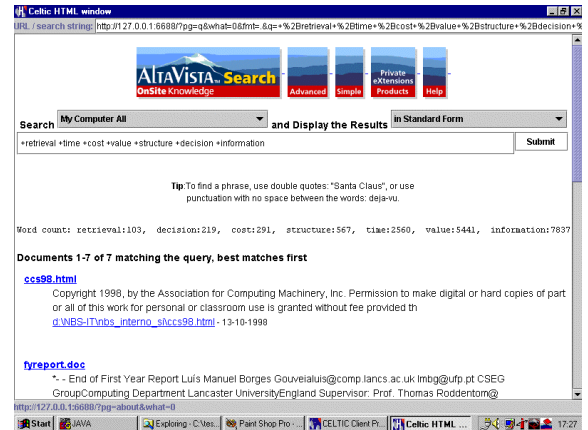 Celtic HTML window
URL / search string: http://127.0.0.1:6688/?pg=q&what=0&fmt=.&q=+%2Bretrieval+%2Btime+%2Bcost+%2Bvalue+%2Bstructure+%2Bdecision+%
ALTAVISTA Search
OnSite Knowledge
Advanced
Simple
Private eXtensions Products
Help
Search My Computer All and Display the Results in Standard Form
+retrieval +time +cost +value +structure +decision +information Submit
Tip:To find a phrase, use double quotes: "Santa Claus", or use
punctuation with no space between the words: deja-vu.
Word count: retrieval:103, decision:219, cost:291, structure:567, time:2560, value:5441, information:7837
Documents 1-7 of 7 matching the query, best matches first
ccs98.html
Copyright 1998, by the Association for Computing Machinery, Inc. Permission to make digital or hard copies of part
or all of this work for personal or classroom use is granted without fee provided th
d:\NBS-IT\nbs_interno_si\ccs98.html - 13-10-1998
fyreport.doc
*- - End of First Year Report Luís Manuel Borges Gouveialuis@comp.lancs.ac.uk lmbg@ufp.pt CSEG
GroupComputing Department Lancaster UniversityEngland Supervisor: Prof. Thomas Roddentom@
http://127.0.0.1:6688/?pg=about&what=0
Start JAVA Exploring - C:\tes... Paint Shop Pro - ... CELTIC Client Pr... Celtic HTML ... 17:27